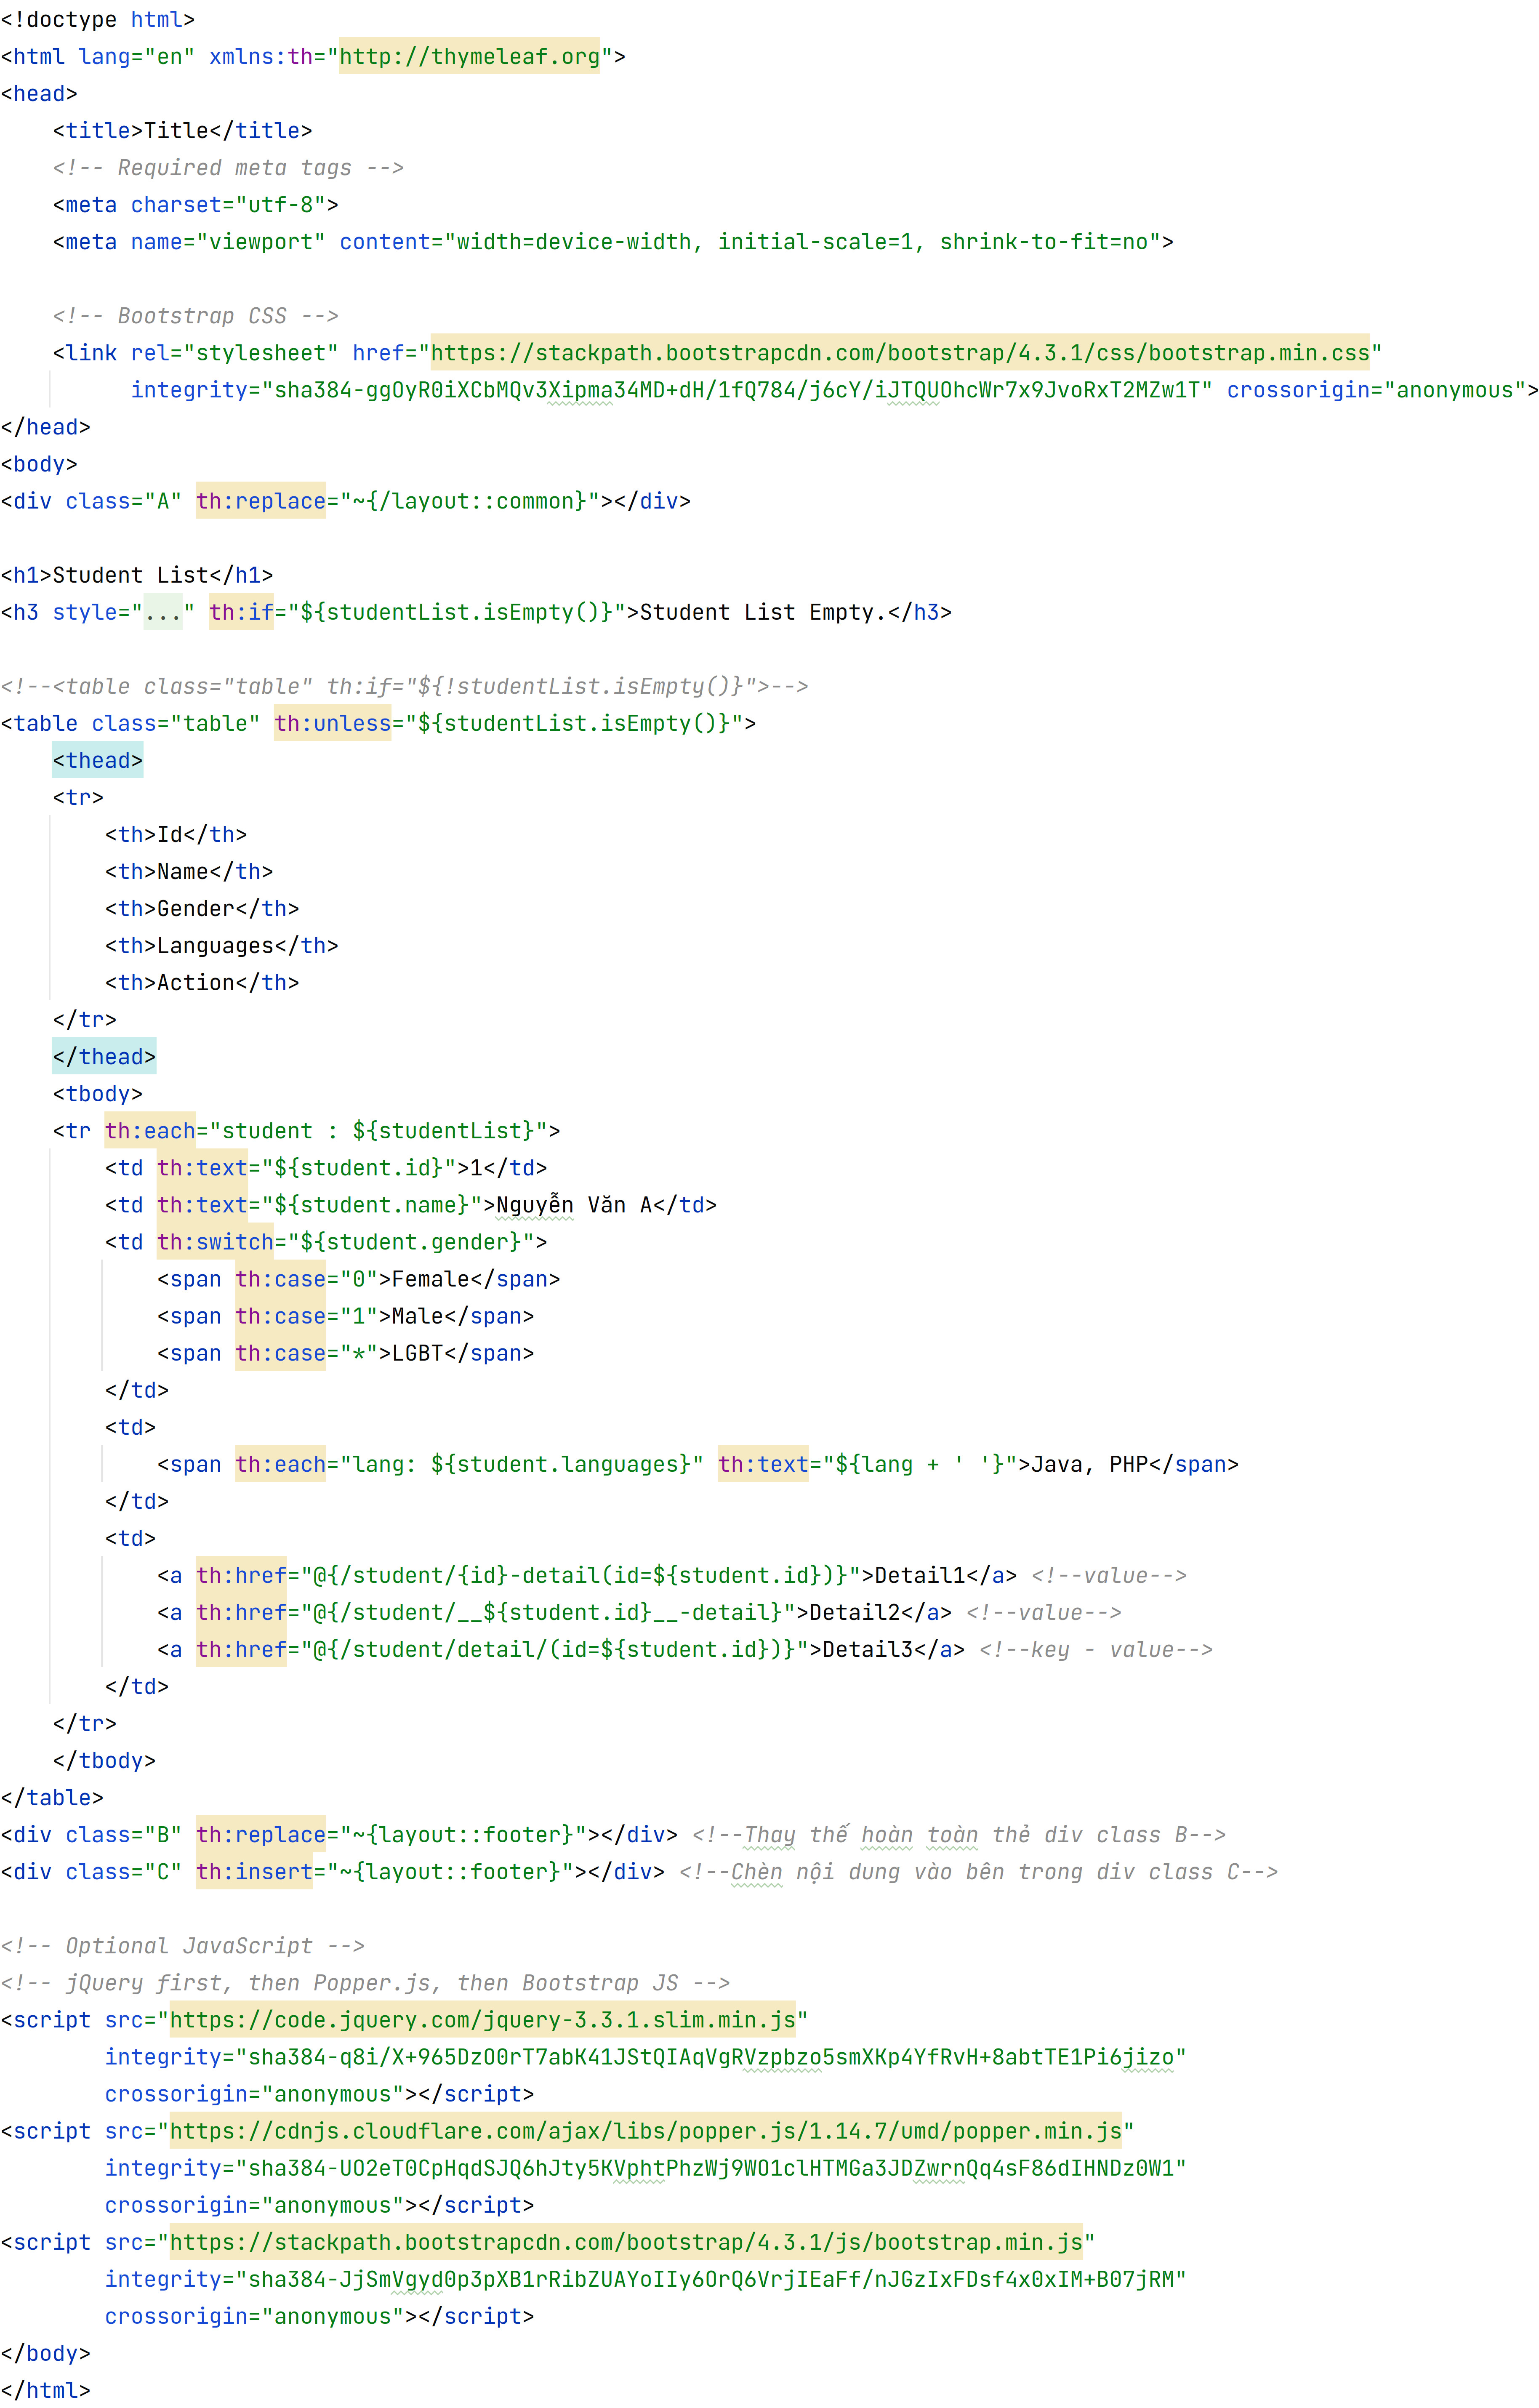 <!doctype html>
<html lang="en" xmlns:th="http://thymeleaf.org">
<head>
    <title>Title</title>
    <!-- Required meta tags -->
    <meta charset="utf-8">
    <meta name="viewport" content="width=device-width, initial-scale=1, shrink-to-fit=no">

    <!-- Bootstrap CSS -->
    <link rel="stylesheet" href="https://stackpath.bootstrapcdn.com/bootstrap/4.3.1/css/bootstrap.min.css"
          integrity="sha384-ggOyR0iXCbMQv3Xipma34MD+dH/1fQ784/j6cY/iJTQUOhcWr7x9JvoRxT2MZw1T" crossorigin="anonymous">
</head>
<body>
<div class="A" th:replace="~{/layout::common}"></div>

<h1>Student List</h1>
<h3 style="..." th:if="${studentList.isEmpty()}">Student List Empty.</h3>

<!--<table class="table" th:if="${!studentList.isEmpty()}">-->
<table class="table" th:unless="${studentList.isEmpty()}">
    <thead>
    <tr>
        <th>Id</th>
        <th>Name</th>
        <th>Gender</th>
        <th>Languages</th>
        <th>Action</th>
    </tr>
    </thead>
    <tbody>
    <tr th:each="student : ${studentList}">
        <td th:text="${student.id}">1</td>
        <td th:text="${student.name}">Nguyễn Văn A</td>
        <td th:switch="${student.gender}">
            <span th:case="0">Female</span>
            <span th:case="1">Male</span>
            <span th:case="*">LGBT</span>
        </td>
        <td>
            <span th:each="lang: ${student.languages}" th:text="${lang + ' '}">Java, PHP</span>
        </td>
        <td>
            <a th:href="@{/student/{id}-detail(id=${student.id})}">Detail1</a> <!--value-->
            <a th:href="@{/student/__${student.id}__-detail}">Detail2</a> <!--value-->
            <a th:href="@{/student/detail/(id=${student.id})}">Detail3</a> <!--key - value-->
        </td>
    </tr>
    </tbody>
</table>
<div class="B" th:replace="~{layout::footer}"></div> <!--Thay thế hoàn toàn thẻ div class B-->
<div class="C" th:insert="~{layout::footer}"></div> <!--Chèn nội dung vào bên trong div class C-->

<!-- Optional JavaScript -->
<!-- jQuery first, then Popper.js, then Bootstrap JS -->
<script src="https://code.jquery.com/jquery-3.3.1.slim.min.js"
        integrity="sha384-q8i/X+965DzO0rT7abK41JStQIAqVgRVzpbzo5smXKp4YfRvH+8abtTE1Pi6jizo"
        crossorigin="anonymous"></script>
<script src="https://cdnjs.cloudflare.com/ajax/libs/popper.js/1.14.7/umd/popper.min.js"
        integrity="sha384-UO2eT0CpHqdSJQ6hJty5KVphtPhzWj9WO1clHTMGa3JDZwrnQq4sF86dIHNDz0W1"
        crossorigin="anonymous"></script>
<script src="https://stackpath.bootstrapcdn.com/bootstrap/4.3.1/js/bootstrap.min.js"
        integrity="sha384-JjSmVgyd0p3pXB1rRibZUAYoIIy6OrQ6VrjIEaFf/nJGzIxFDsf4x0xIM+B07jRM"
        crossorigin="anonymous"></script>
</body>
</html>